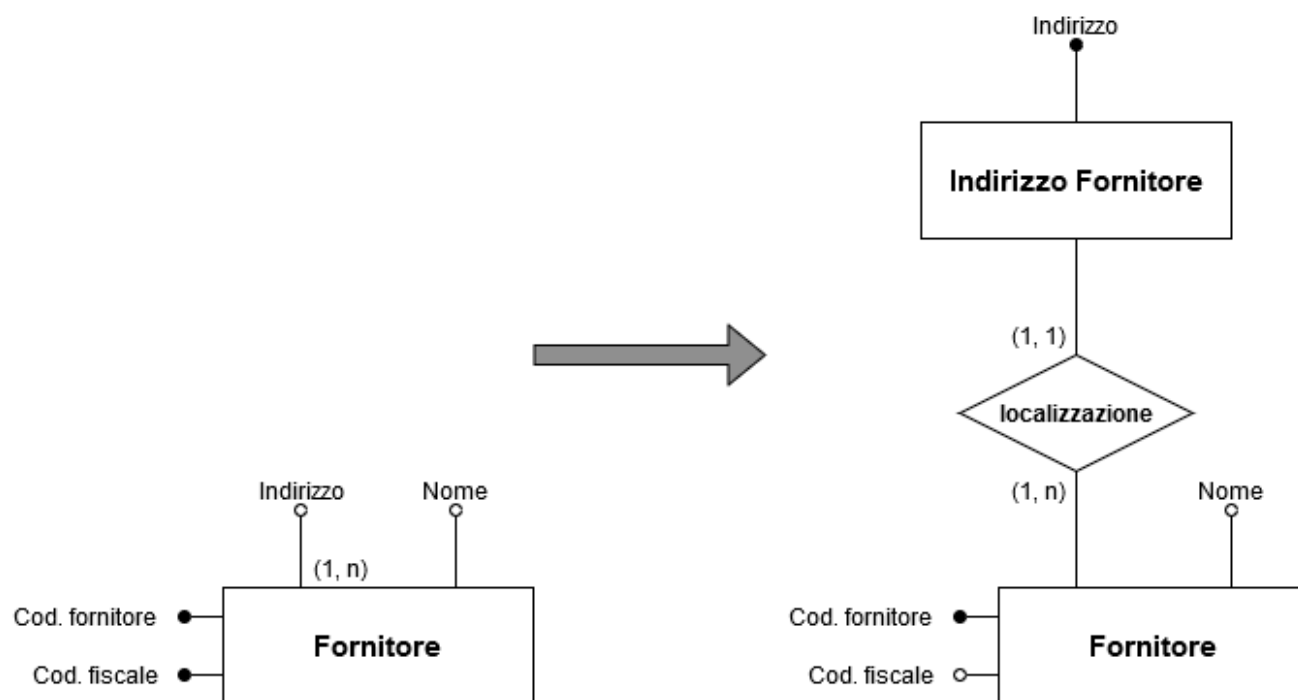 Indirizzo
Indirizzo Fornitore
(1, 1)
localizzazione
(1, n)
Nome
Cod. fornitore
Fornitore
Cod. fiscale
Indirizzo
Nome
(1, n)
Cod. fornitore
Fornitore
Cod. fiscale